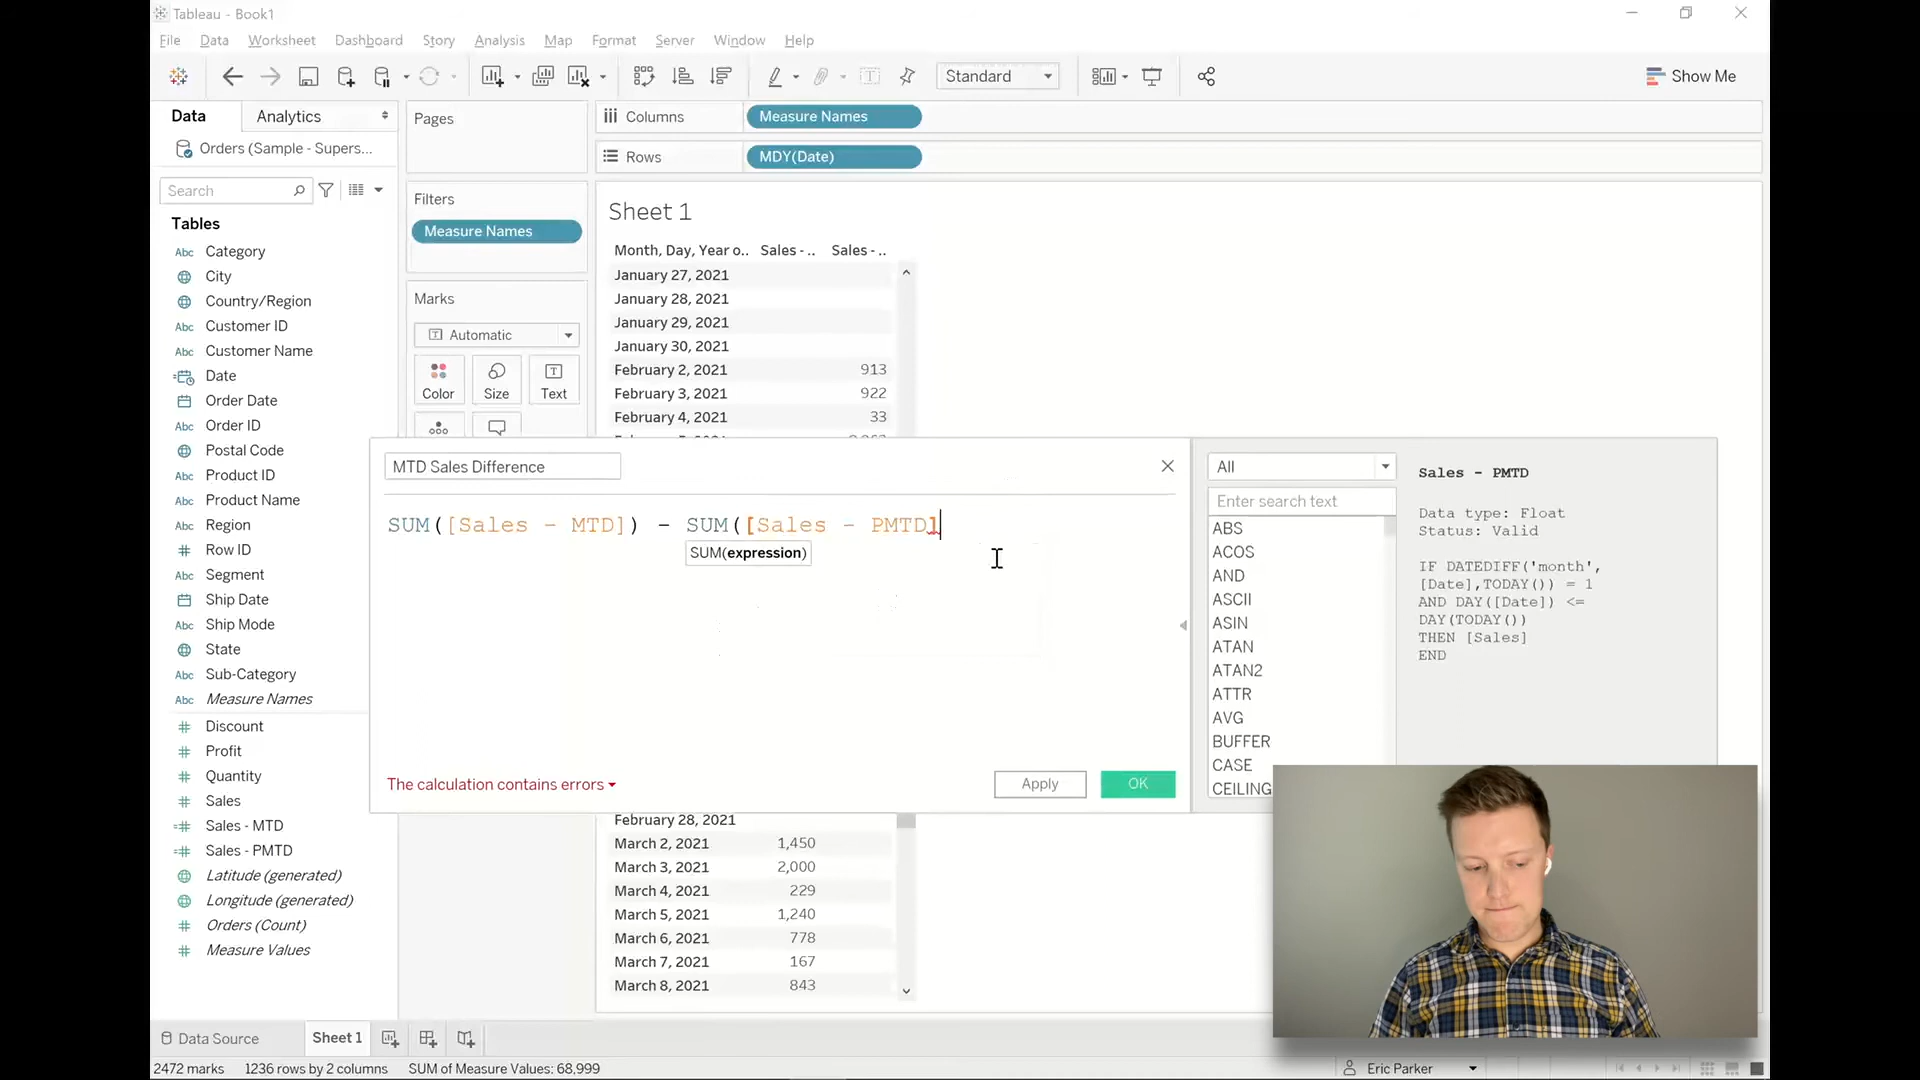 Tableau - Book1
File Data Worksheet Dashboard Story Analysis Map Format Server Window Help
Standard
Show Me
Data
Analytics
Orders (Sample - Supers...
Search
Tables
Abc Category
City
Country/Region
Abc Customer ID
Abc Customer Name
Date
Order Date
Abc Order ID
Postal Code
Abc Product ID
Abc Product Name
Abc Region
Row ID
Abc Segment
Ship Date
Abc Ship Mode
State
Abc Sub-Category
Abc Measure Names
Discount
Profit
Quantity
Sales
Sales - MTD
Sales - PMTD
Latitude (generated)
Longitude (generated)
Orders (Count)
Measure Values
Pages
Filters
Measure Names
Marks
Automatic
Color Size Text
Columns Measure Names
Rows MDY(Date)
Sheet 1
Month, Day, Year o.. Sales - .. Sales - ..
January 27, 2021
January 28, 2021
January 29, 2021
January 30, 2021
February 2, 2021 913
February 3, 2021 922
February 4, 2021 33
MTD Sales Difference
SUM([Sales - MTD]) - SUM([Sales - PMTD]
SUM(expression)
The calculation contains errors
Apply
OK
All
Enter search text
ABS
ACOS
AND
ASCII
ASIN
ATAN
ATAN2
ATTR
AVG
BUFFER
CASE
CEILING
Sales - PMTD
Data type: Float
Status: Valid
IF DATEDIFF('month',
[Date],TODAY()) = 1
AND DAY([Date]) <=
DAY(TODAY())
THEN [Sales]
END
February 28, 2021
March 2, 2021 1,450
March 3, 2021 2,000
March 4, 2021 229
March 5, 2021 1,240
March 6, 2021 778
March 7, 2021 167
March 8, 2021 843
Data Source
Sheet 1
2472 marks 1236 rows by 2 columns SUM of Measure Values: 68,999
Eric Parker